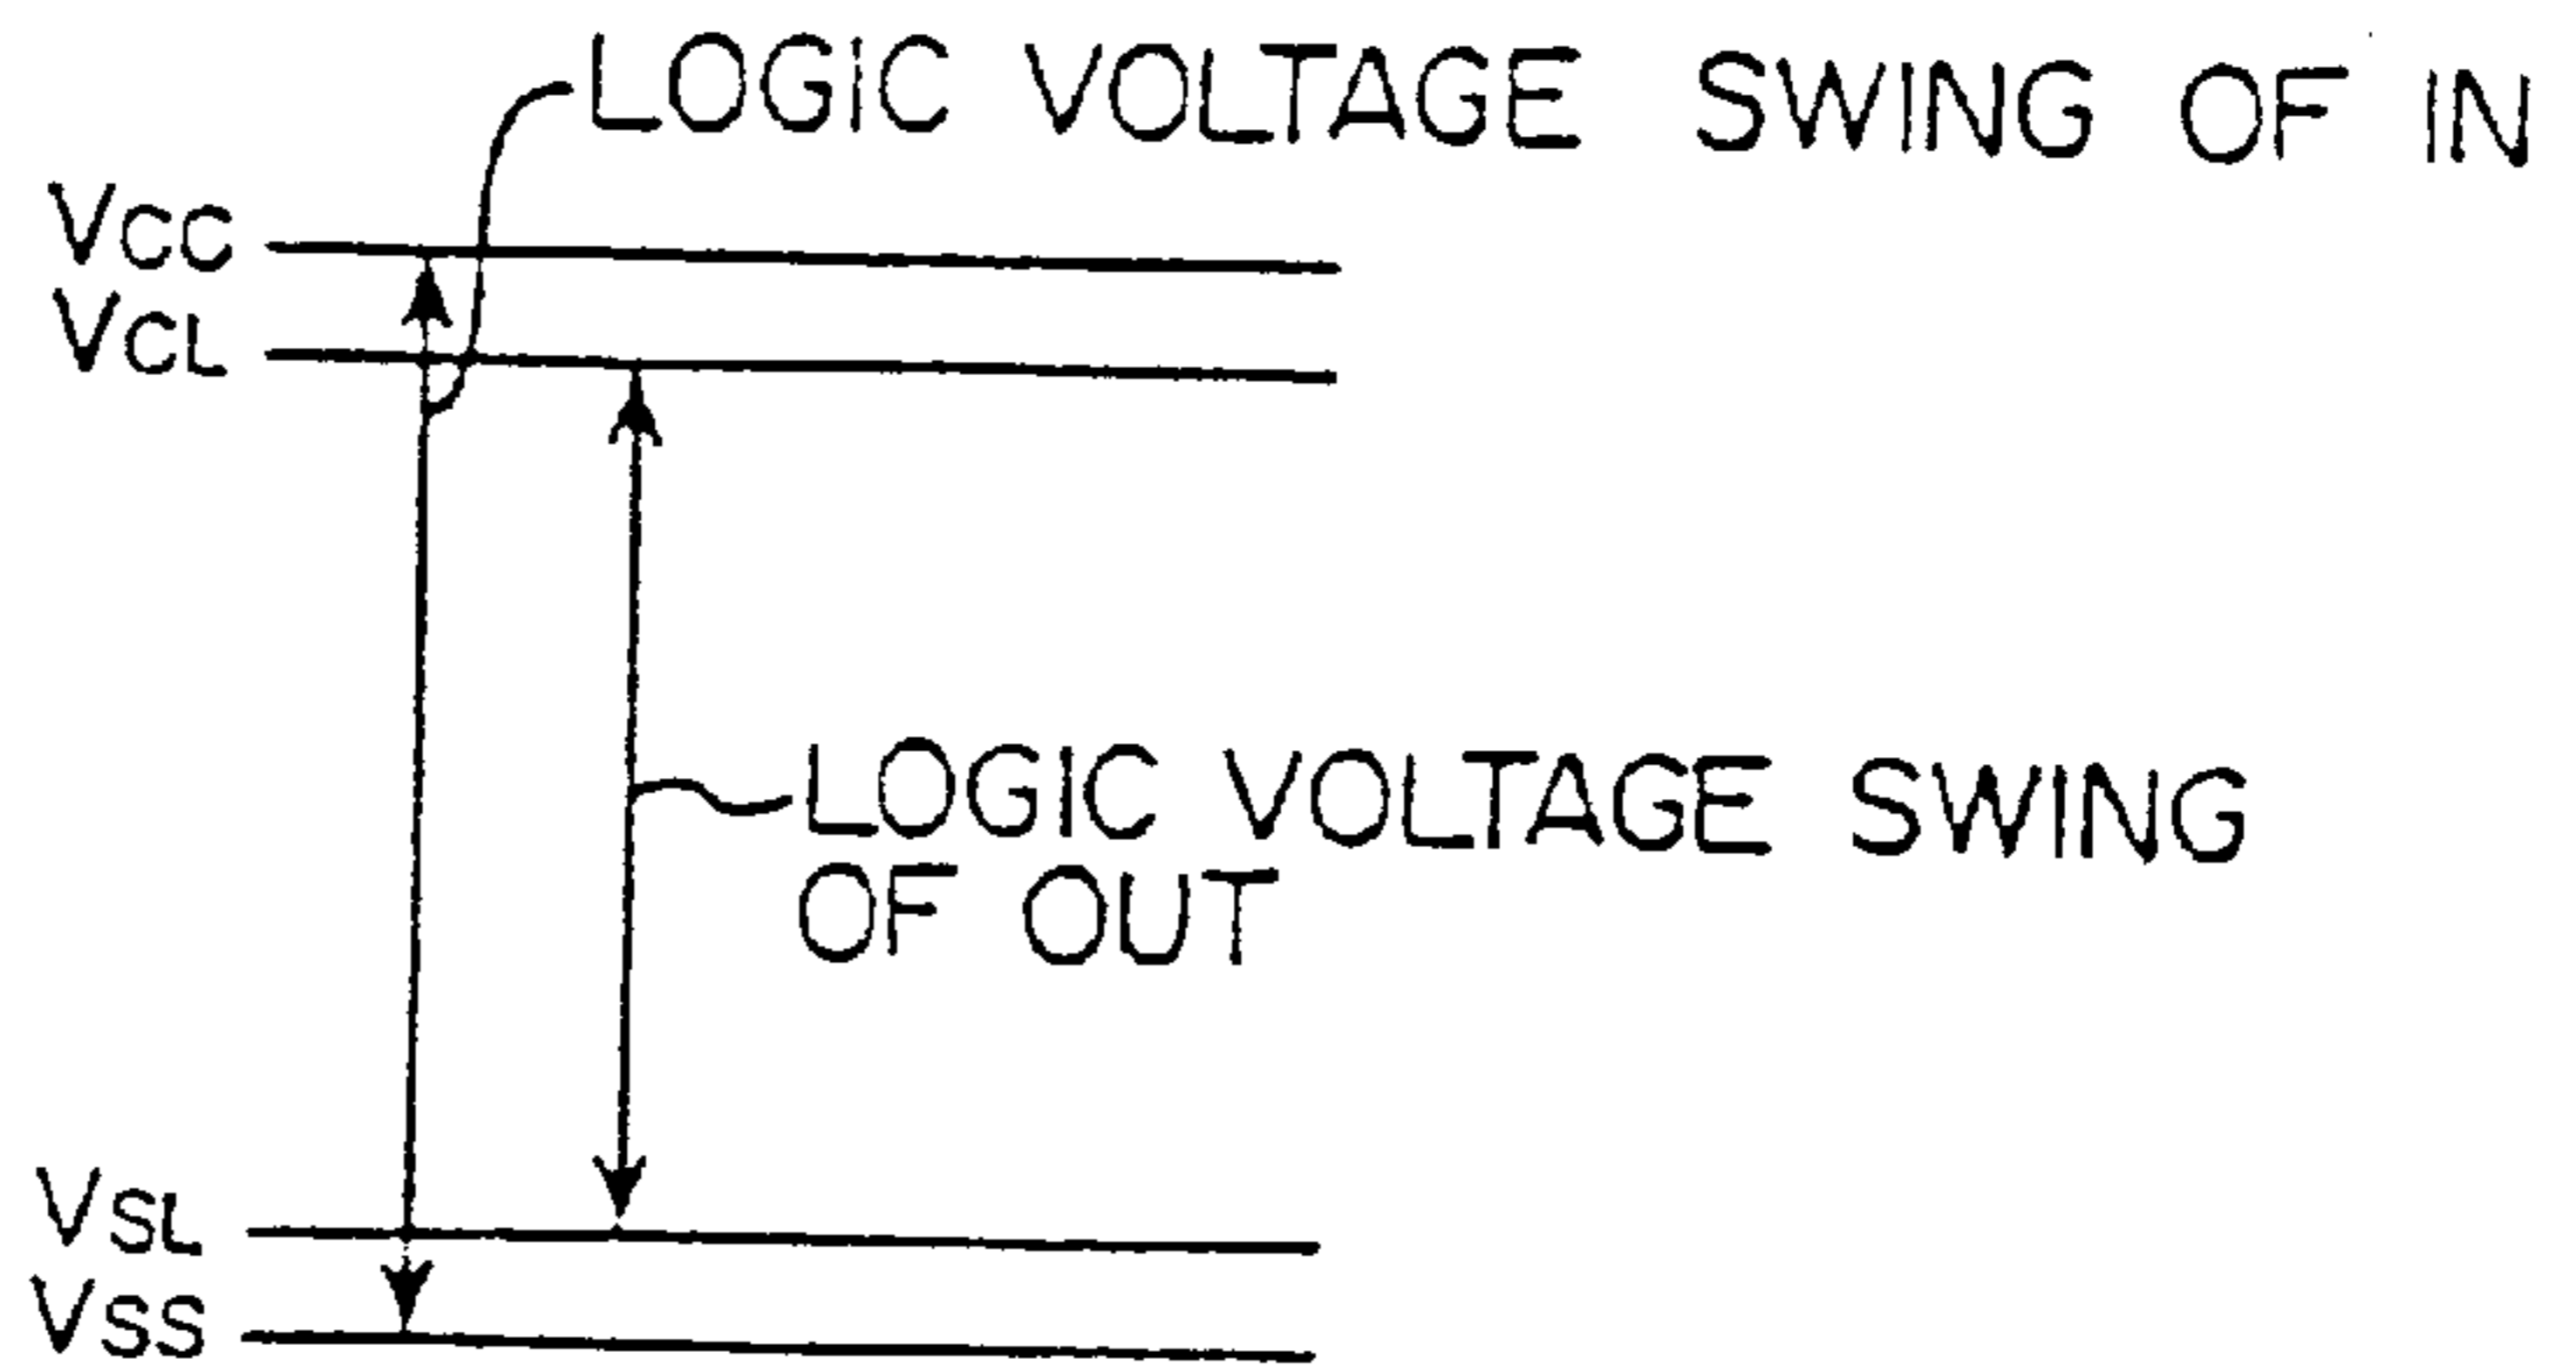 LOGIC VOLTAGE SWING OF IN
VCC
VCL
LOGIC VOLTAGE SWING
OF OUT
VSL
VSS